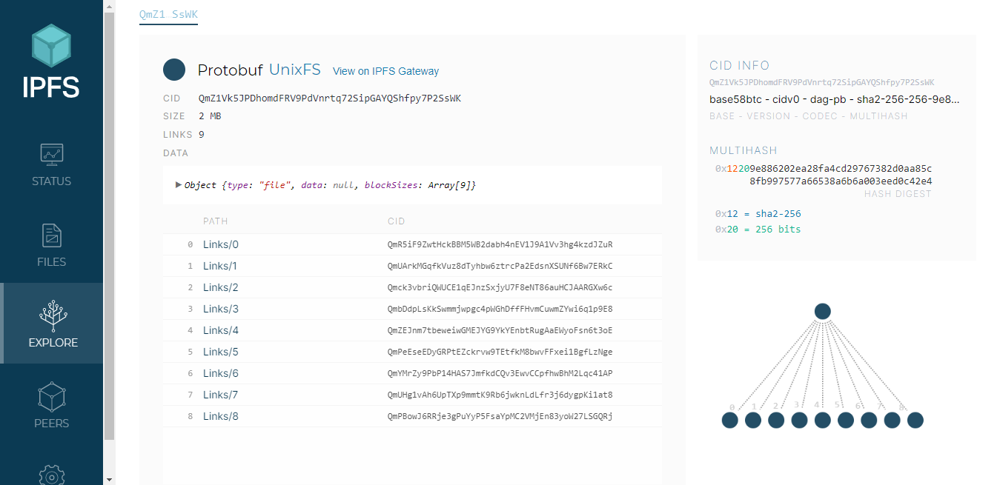 IPFS
STATUS
FILES
EXPLORE
PEERS
QmZ1 SsWK
Protobuf UnixFS View on IPFS Gateway
CID QmZ1Vk5JPDhomdFRV9PdVnrtq72SipGAYQShfpy7P2SsWK
SIZE 2 MB
LINKS 9
DATA
▶Object {type: "file", data: null, blockSizes: Array[9]}
PATH CID
0 Links/0 QmR5iF9ZwtHckBBM5WB2dabh4nEV1J9A1Vv3hg4kzdJZuR
1 Links/1 QmUArkMGqfkVuz8dTyhbw6ztrcPa2EdsnXSUNf6Bw7ERkC
2 Links/2 Qmck3vbriQWUCE1qEJnzSxjyU7F8eNT86auHCJAARGXw6c
3 Links/3 QmbDdpLsKkSwmmjwpgc4pWGhDffFHvmCuwmZYwi6q1p9E8
4 Links/4 QmZEJnm7tbeweiwGMEJYG9YkYEnbtRugAaEWyoFsn6t3oE
5 Links/5 QmPeEseEDyGRPtEZckrvw9TEtfkM8bwvFFxei1BgfLzNge
6 Links/6 QmYMrZy9PbP14HAS7JmfkdCQv3EwvCCpfhwBhM2Lqc41AP
7 Links/7 QmUHg1vAh6UpTXp9mmtK9Rb6jwknLdLfr3j6dygpKi1at8
8 Links/8 QmPBowJ6RRje3gPuYyP5FsaYpMC2VMjEn83yoW27LSGQRj
CID INFO
QmZ1Vk5JPDhomdFRV9PdVnrtq72SipGAYQShfpy7P2SsWK
base58btc - cidv0 - dag-pb - sha2-256-256-9e8...
BASE - VERSION - CODEC - MULTIHASH
MULTIHASH
0x12209e886202ea28fa4cd29767382d0aa85c
8fb997577a66538a6b6a003eed0c42e4
HASH DIGEST
0x12 = sha2-256
0x20 = 256 bits
0 1 2 3 4 5 6 7 8